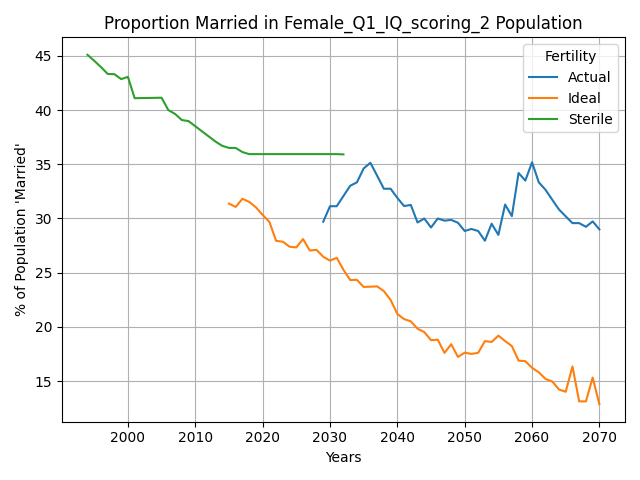 Proportion Married in Female_Q1_IQ_scoring_2 Population
Fertility
Actual
Ideal
Sterile
% of Population 'Married'
45
40
35
30
25
20
15
2000 2010 2020 2030 2040 2050 2060 2070
Years